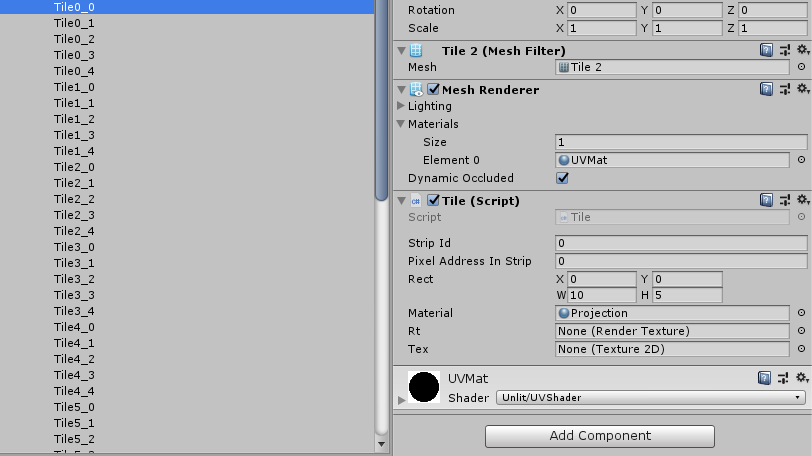 Tile0_0
Tile0_1
Tile0_2
Tile0_3
Tile0_4
Tile1_0
Tile1_1
Tile1_2
Tile1_3
Tile1_4
Tile2_0
Tile2_1
Tile2_2
Tile2_3
Tile2_4
Tile3_0
Tile3_1
Tile3_2
Tile3_3
Tile3_4
Tile4_0
Tile4_1
Tile4_2
Tile4_3
Tile4_4
Tile5_0
Tile5_1
Tile5_2
Rotation X 0 Y 0 Z 0
Scale X 1 Y 1 Z 1
Tile 2 (Mesh Filter)
Mesh Tile 2
Mesh Renderer
Lighting
Materials
Size 1
Element 0 UVMat
Dynamic Occluded
Tile (Script)
Script Tile
Strip Id 0
Pixel Address In Strip 0
Rect X 0 Y 0
W 10 H 5
Material Projection
Rt None (Render Texture)
Tex None (Texture 2D)
UVMat
Shader Unlit/UVShader
Add Component